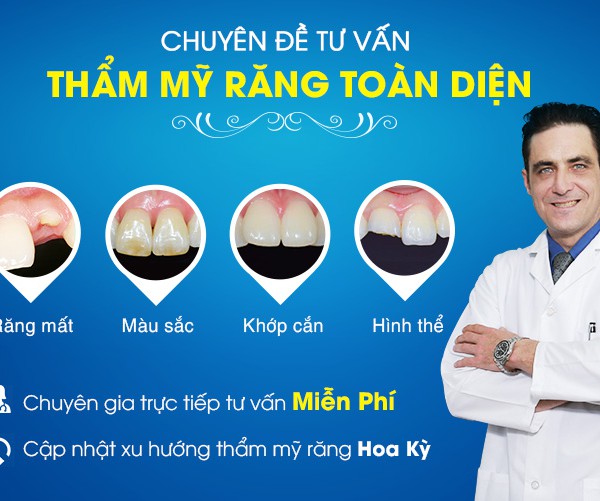 CHUYÊN ĐỀ TƯ VẤN
THẨM MỸ RĂNG TOÀN DIỆN
Răng mất
Màu sắc
Khớp cắn
Hình thể
Chuyên gia trực tiếp tư vấn Miễn Phí
Cập nhật xu hướng thẩm mỹ răng Hoa Kỳ